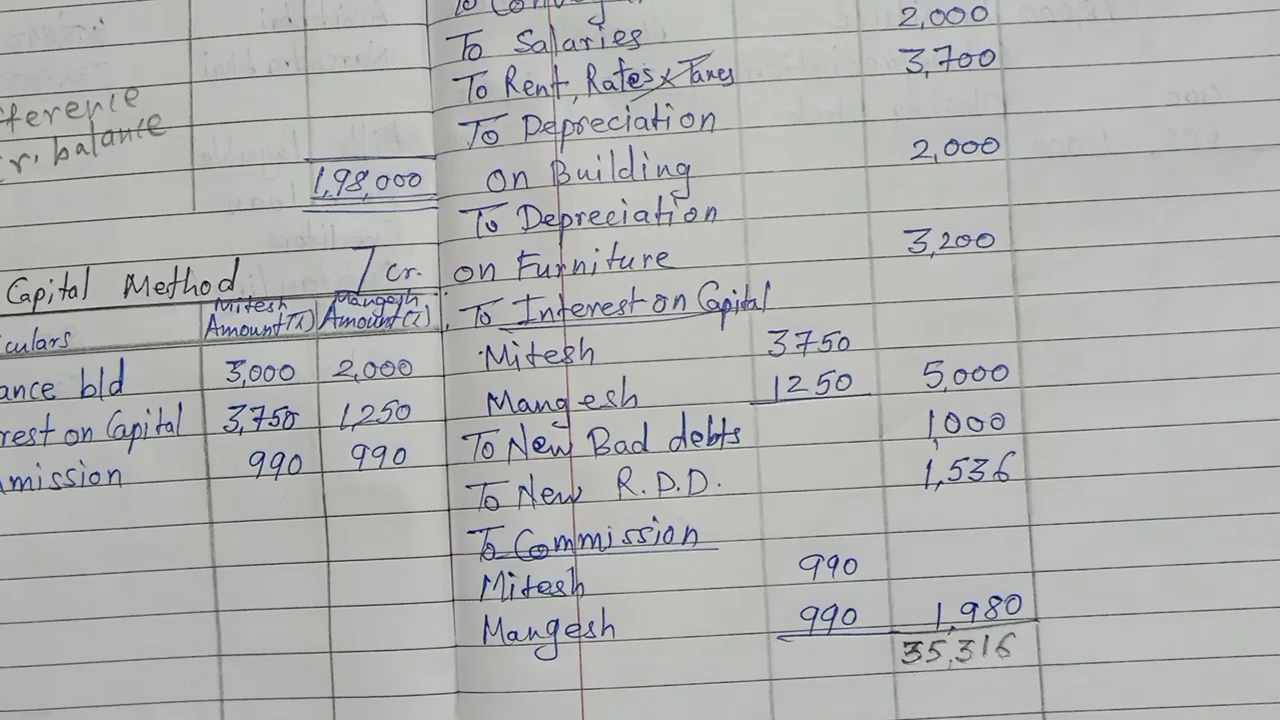 ference
r. balance
1,98,000
Capital Method
Cr.
culars
Mitesh
Amount(₹)
Mangesh
Amount(₹)
ance b/d
3,000
2,000
rest on Capital
3,750
1,250
mission
990
990
2,000
To Salaries
3,700
To Rent, Rates & Taxes
To Depreciation
on Building
2,000
To Depreciation
on Furniture
3,200
To Interest on Capital
Mitesh
3750
Mangesh
1250
5,000
To New Bad debts
1,000
To New R.D.D.
1,536
To Commission
Mitesh
990
Mangesh
990
1,980
35,316